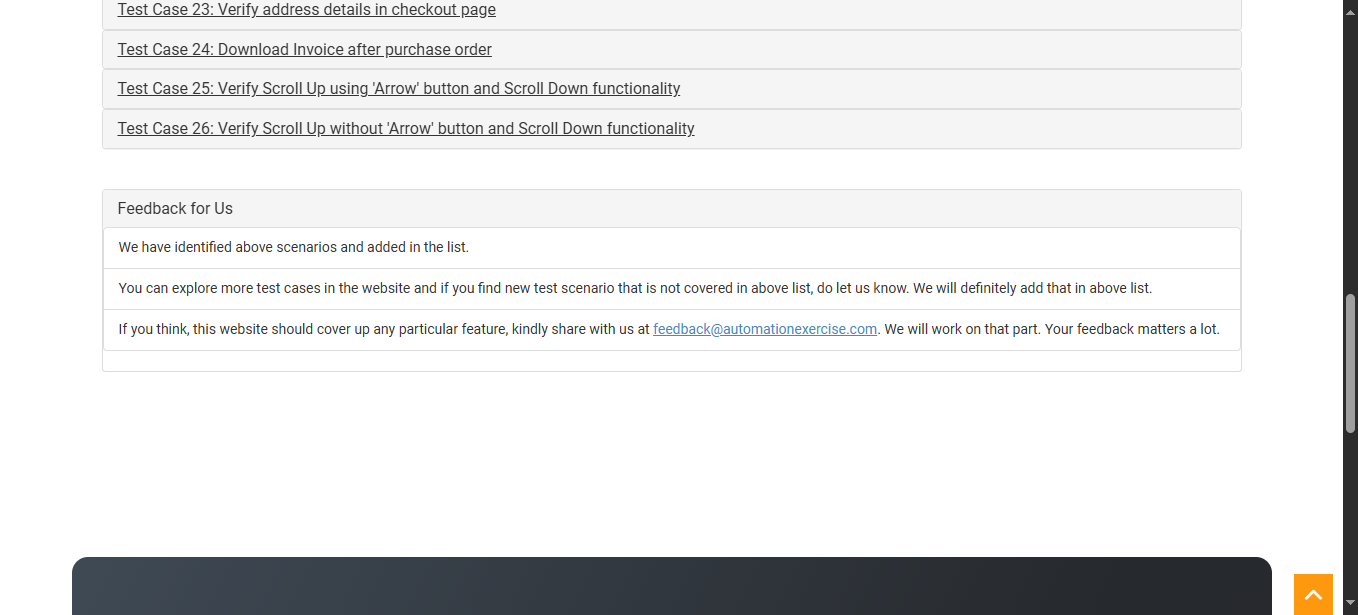 Test Case 23: Verify address details in checkout page
Test Case 24: Download Invoice after purchase order
Test Case 25: Verify Scroll Up using 'Arrow' button and Scroll Down functionality
Test Case 26: Verify Scroll Up without 'Arrow' button and Scroll Down functionality
Feedback for Us
We have identified above scenarios and added in the list.
You can explore more test cases in the website and if you find new test scenario that is not covered in above list, do let us know. We will definitely add that in above list.
If you think, this website should cover up any particular feature, kindly share with us at feedback@automationexercise.com. We will work on that part. Your feedback matters a lot.